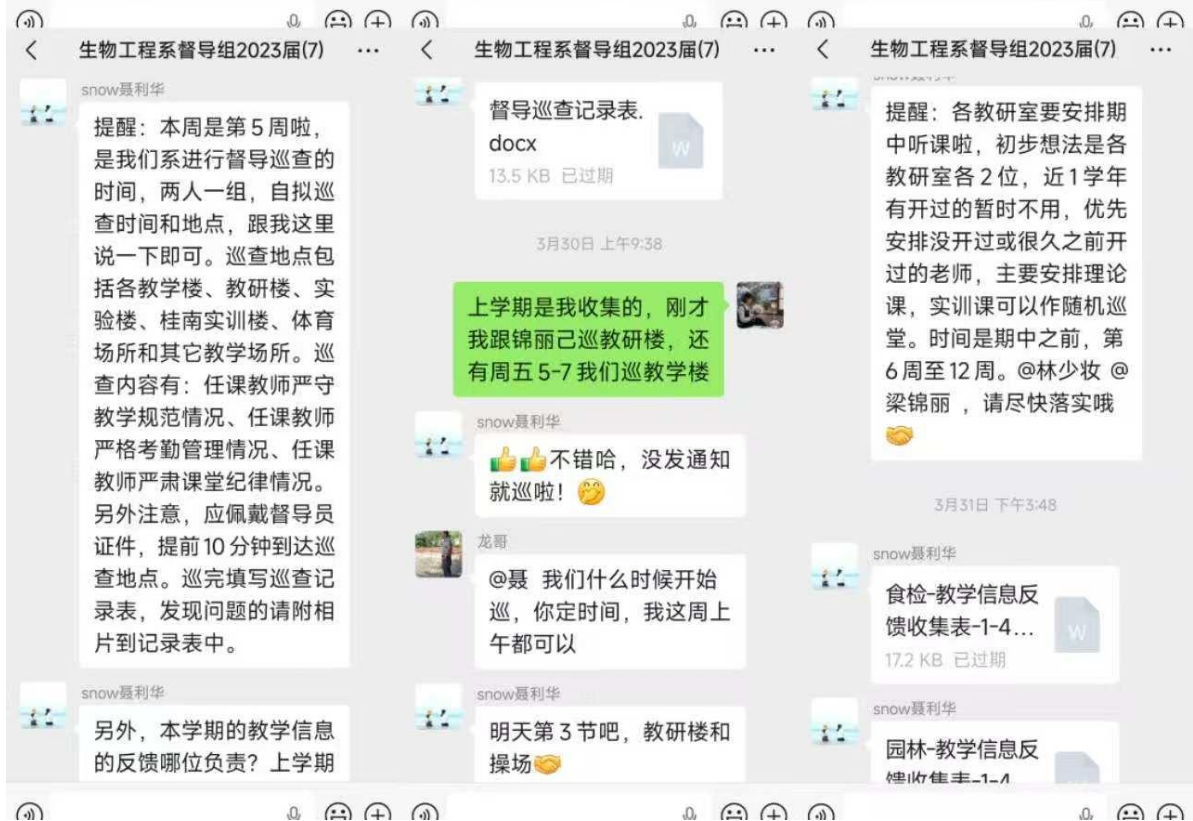 生物工程系督导组2023届(7)
snow聂利华
提醒：本周是第5周啦，
是我们系进行督导巡查的
时间，两人一组，自拟巡
查时间和地点，跟我这里
说一下即可。巡查地点包
括各教学楼、教研楼、实
验楼、桂南实训楼、体育
场所和其它教学场所。巡
查内容有：任课教师严守
教学规范情况、任课教师
严格考勤管理情况、任课
教师严肃课堂纪律情况。
另外注意，应佩戴督导员
证件，提前10分钟到达巡
查地点。巡完填写巡查记
录表，发现问题的请附相
片到记录表中。
snow聂利华
另外，本学期的教学信息
的反馈哪位负责？上学期
生物工程系督导组2023届(7)
督导巡查记录表.
docx
W
13.5 KB 已过期
3月30日 上午9:38
上学期是我收集的，刚才
我跟锦丽己巡教研楼，还
有周五5-7我们巡教学楼
snow聂利华
👍👍不错哈，没发通知
就巡啦！🤭
龙哥
@聂 我们什么时候开始
巡，你定时间，我这周上
午都可以
snow聂利华
明天第3节吧，教研楼和
操场🤝
生物工程系督导组2023届(7)
提醒：各教研室要安排期
中听课啦，初步想法是各
教研室各2位，近1学年
有开过的暂时不用，优先
安排没开过或很久之前开
过的老师，主要安排理论
课，实训课可以作随机巡
堂。时间是期中之前，第
6周至12周。@林少妆 @
梁锦丽 ，请尽快落实哦
🤝
3月31日 下午3:48
snow聂利华
食检-教学信息反
馈收集表-1-4...
W
17.2 KB 已过期
snow聂利华
园林-教学信息反
馈收集表-1-4